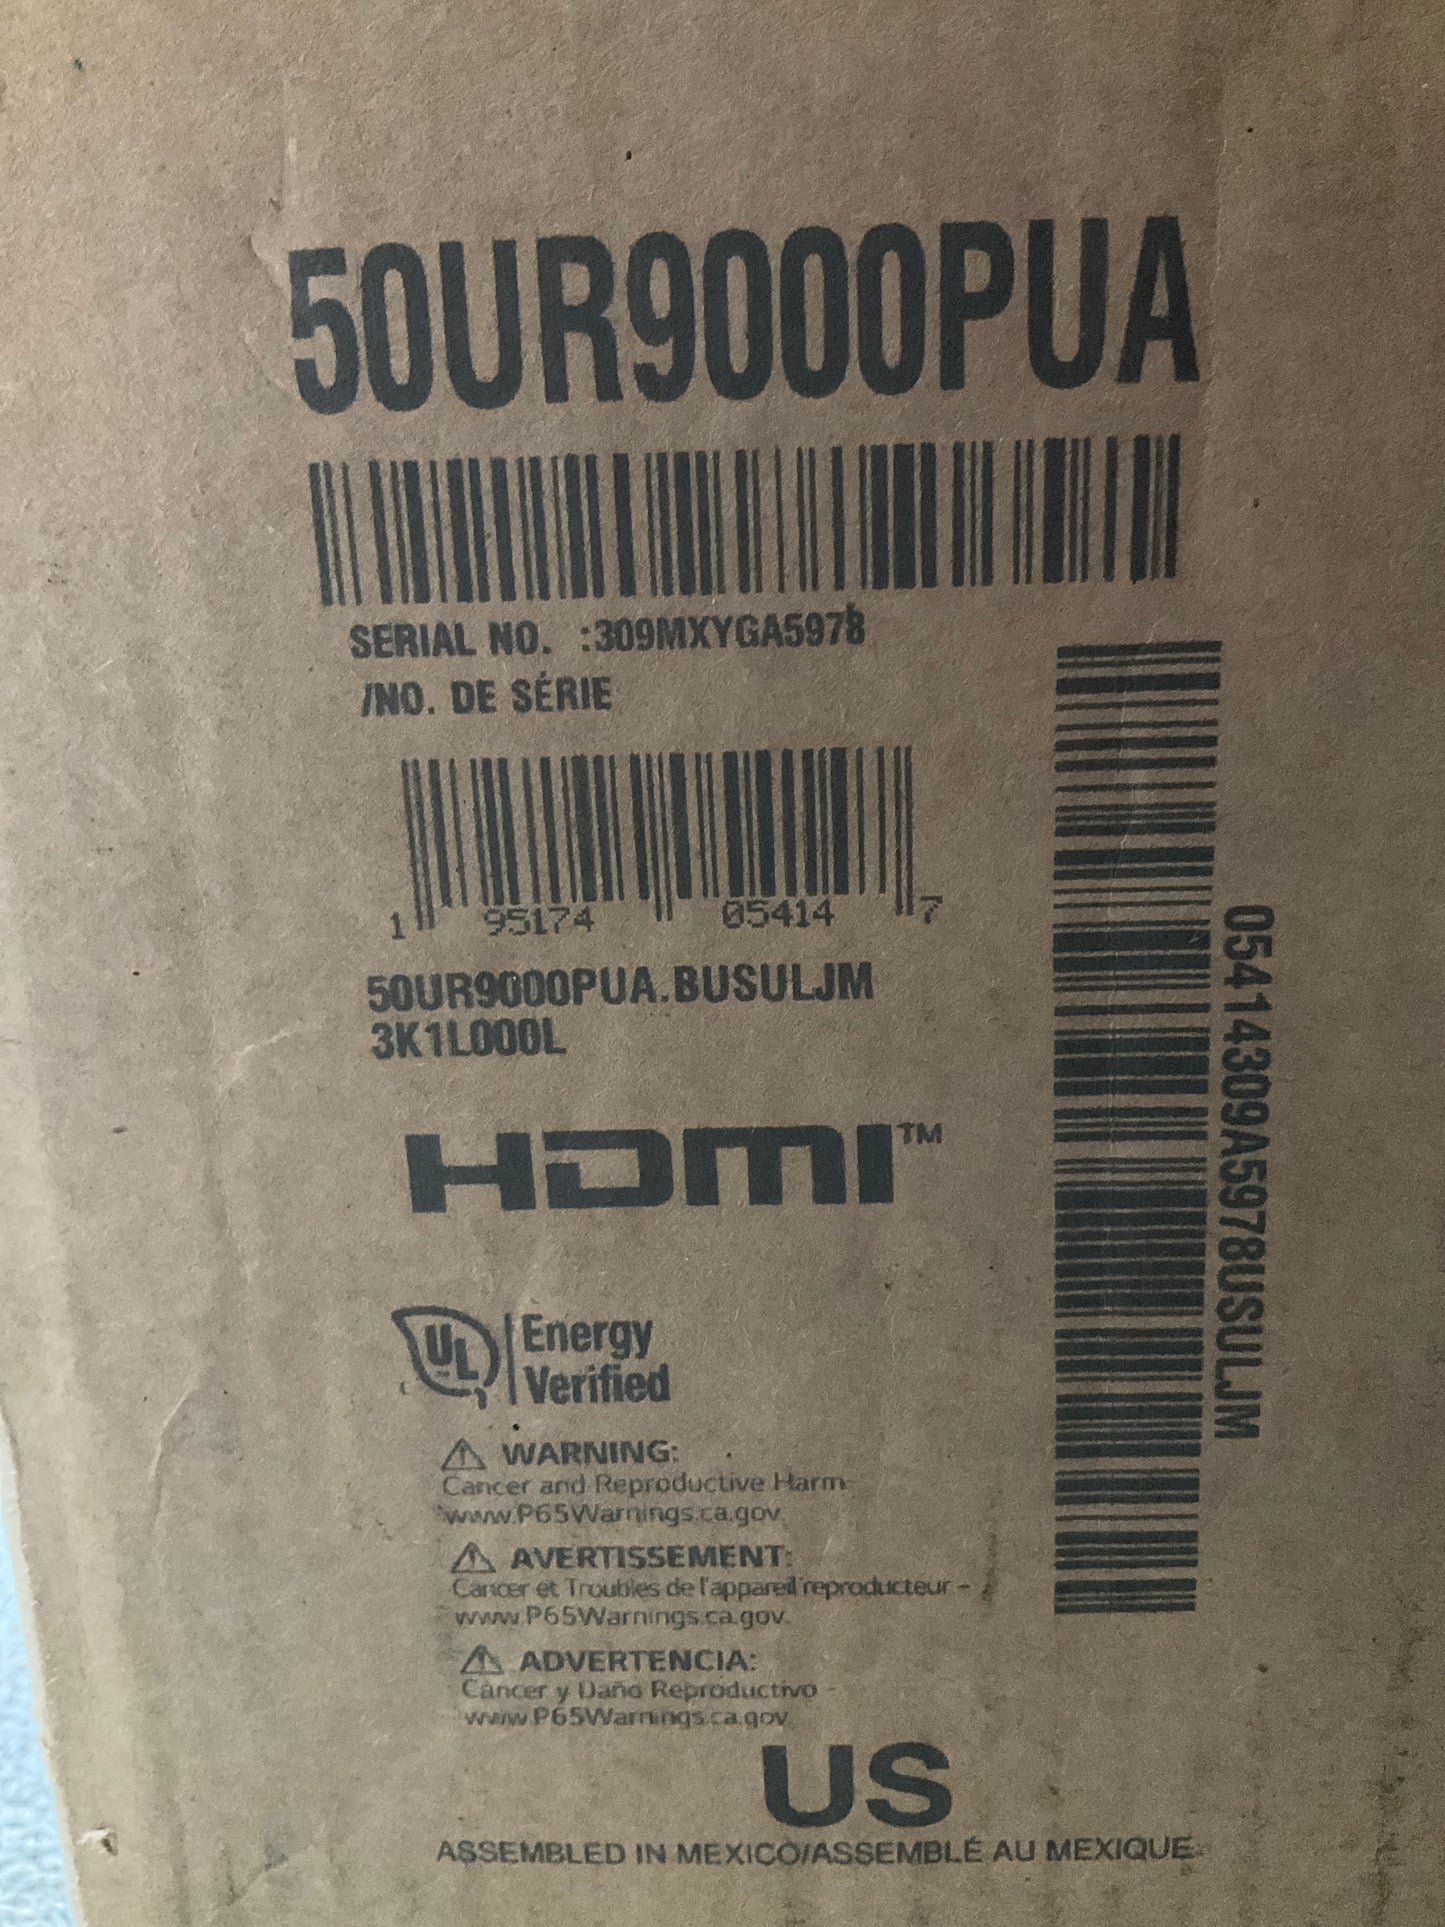 50UR9000PUA
SERIAL NO. :309MXYGA5978
/NO. DE SÉRIE
1 95174 05414 7
50UR9000PUA.BUSULJM
3K1L000L
05414309A5978USULJM
HDMI™
UL Energy
Verified
⚠ WARNING:
Cancer and Reproductive Harm-
www.P65Warnings.ca.gov.
⚠ AVERTISSEMENT:
Cancer et Troubles de l'appareil reproducteur –
www.P65Warnings.ca.gov.
⚠ ADVERTENCIA:
Cáncer y Daño Reproductivo -
www.P65Warnings.ca.gov
US
ASSEMBLED IN MEXICO/ASSEMBLÉ AU MEXIQUE